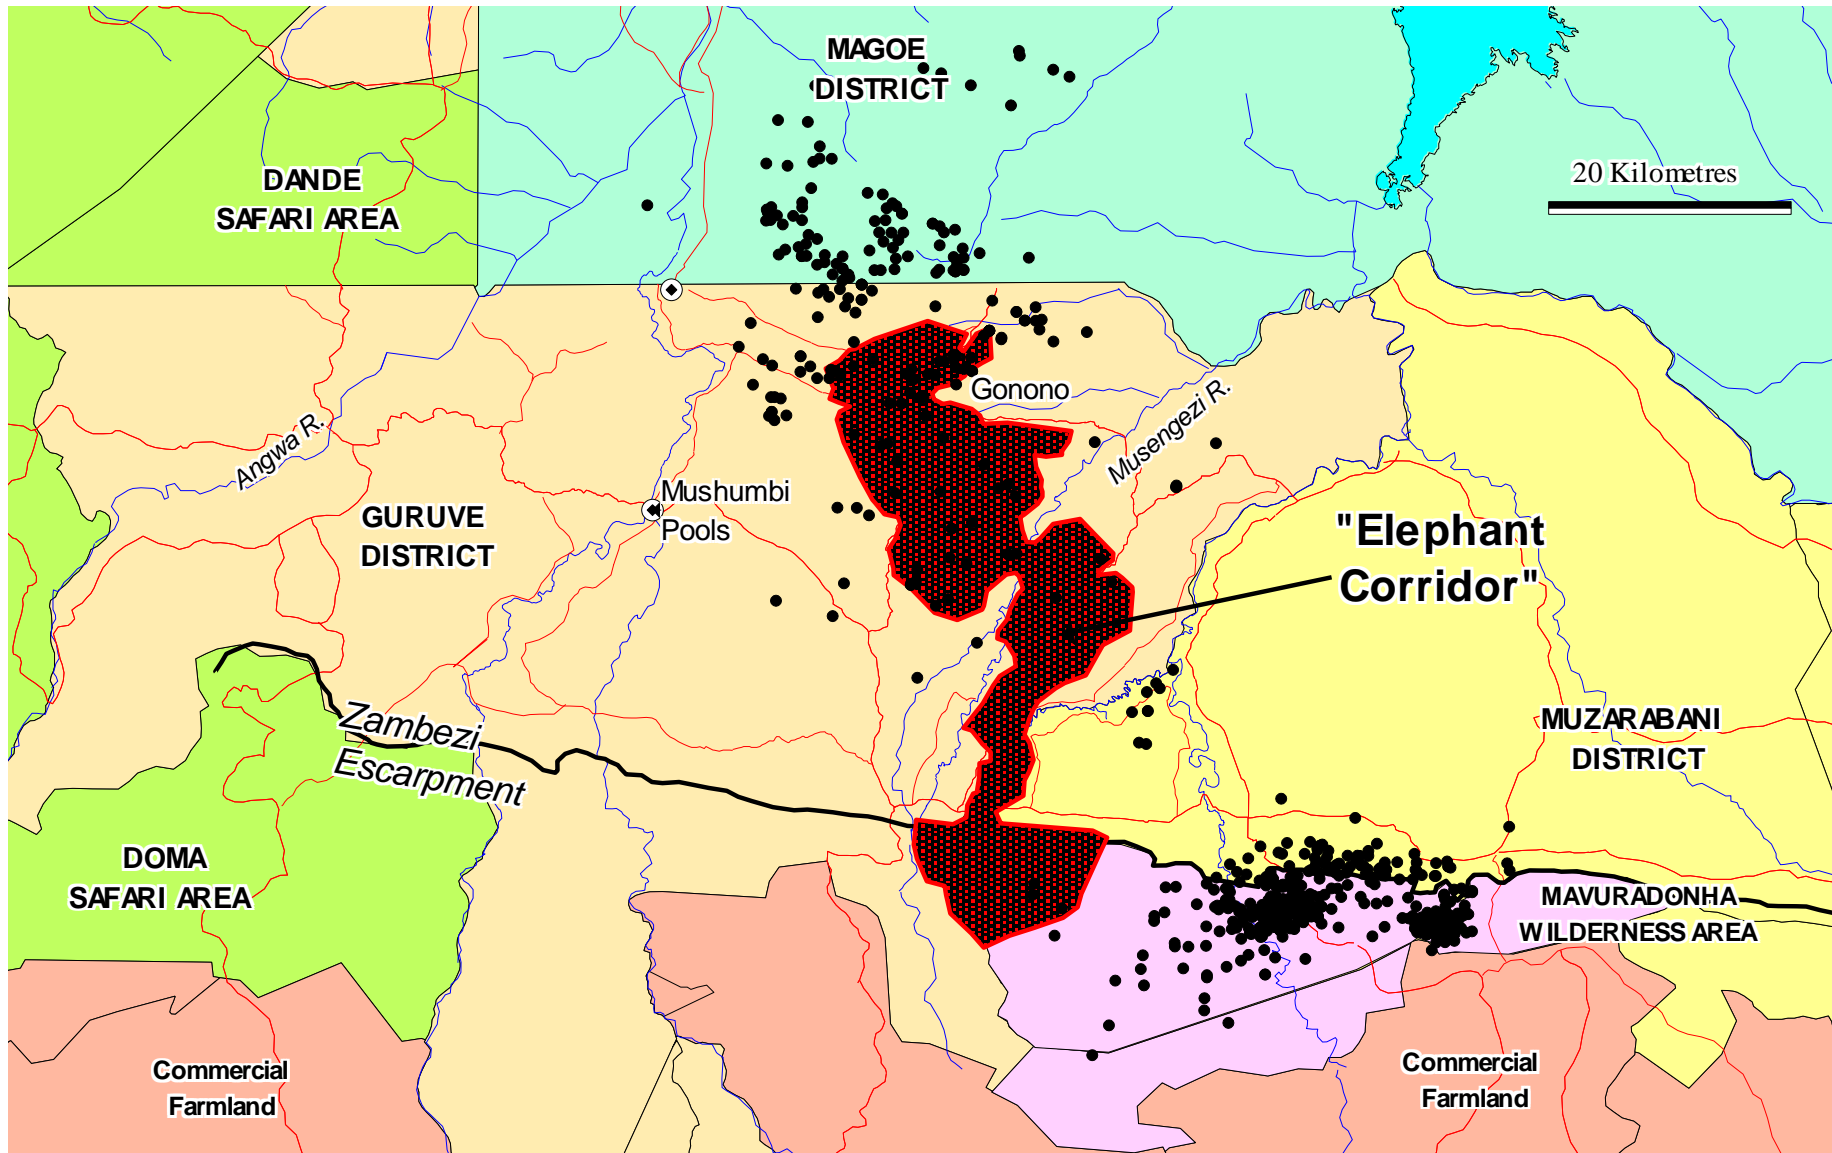 MAGOE
DISTRICT
20 Kilometres
DANDE
SAFARI AREA
Gonono
Musengezi R.
Angwa R.
Mushumbi
Pools
GURUVE
DISTRICT
"Elephant
Corridor"
Zambezi
Escarpment
MUZARABANI
DISTRICT
DOMA
SAFARI AREA
MAVURADONHA
WILDERNESS AREA
Commercial
Farmland
Commercial
Farmland